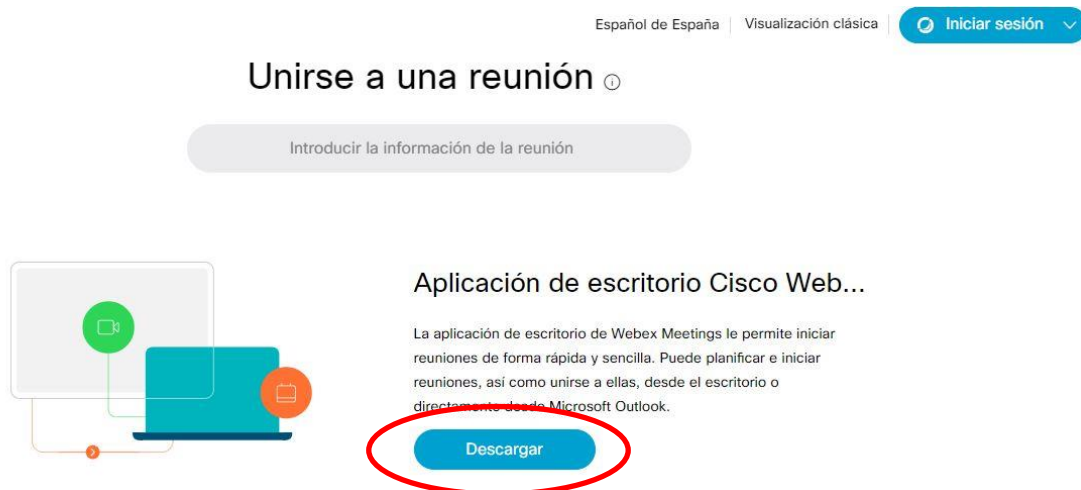 Español de España
Visualización clásica
Iniciar sesión
Unirse a una reunión
Introducir la información de la reunión
Aplicación de escritorio Cisco Web...
La aplicación de escritorio de Webex Meetings le permite iniciar
reuniones de forma rápida y sencilla. Puede planificar e iniciar
reuniones, así como unirse a ellas, desde el escritorio o
directamente desde Microsoft Outlook.
Descargar